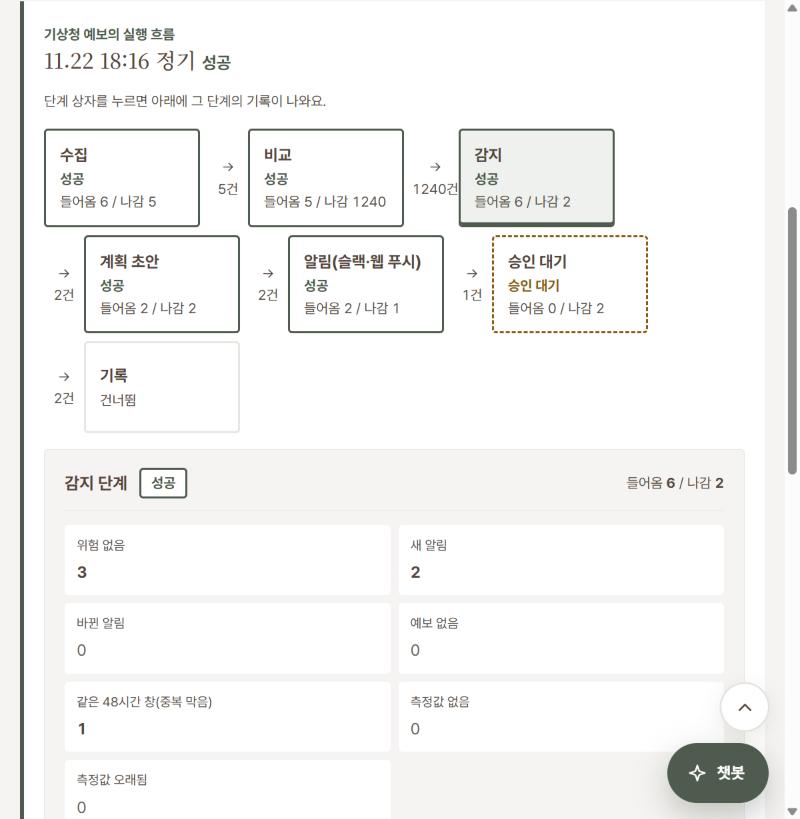 기상청 예보의 실행 흐름
11.22 18:16 정기 성공
단계 상자를 누르면 아래에 그 단계의 기록이 나와요.
수집
성공
들어옴 6 / 나감 5
→
5건
비교
성공
들어옴 5 / 나감 1240
→
1240건
감지
성공
들어옴 6 / 나감 2
→
2건
계획 초안
성공
들어옴 2 / 나감 2
→
2건
알림(슬랙·웹 푸시)
성공
들어옴 2 / 나감 1
→
1건
승인 대기
승인 대기
들어옴 0 / 나감 2
→
2건
기록
건너뜀
감지 단계 성공 들어옴 6 / 나감 2
위험 없음
3
새 알림
2
바뀐 알림
0
예보 없음
0
같은 48시간 창(중복 막음)
1
측정값 없음
0
측정값 오래됨
0
챗봇